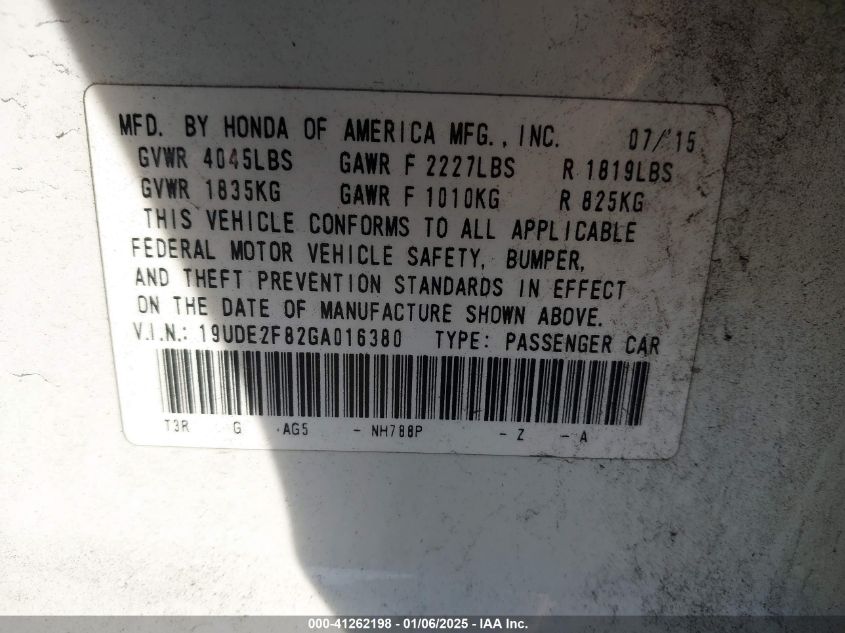 MFD. BY HONDA OF AMERICA MFG., INC. 07/15
GVWR 4045LBS GAWR F 2227LBS R 1819LBS
GVWR 1835KG GAWR F 1010KG R 825KG
THIS VEHICLE CONFORMS TO ALL APPLICABLE
FEDERAL MOTOR VEHICLE SAFETY, BUMPER,
AND THEFT PREVENTION STANDARDS IN EFFECT
ON THE DATE OF MANUFACTURE SHOWN ABOVE.
V.I.N.: 19UDE2F82GA016380 TYPE: PASSENGER CAR
T3R G AG5 - NH788P - Z - A
000-41262198 - 01/06/2025 - IAA Inc.